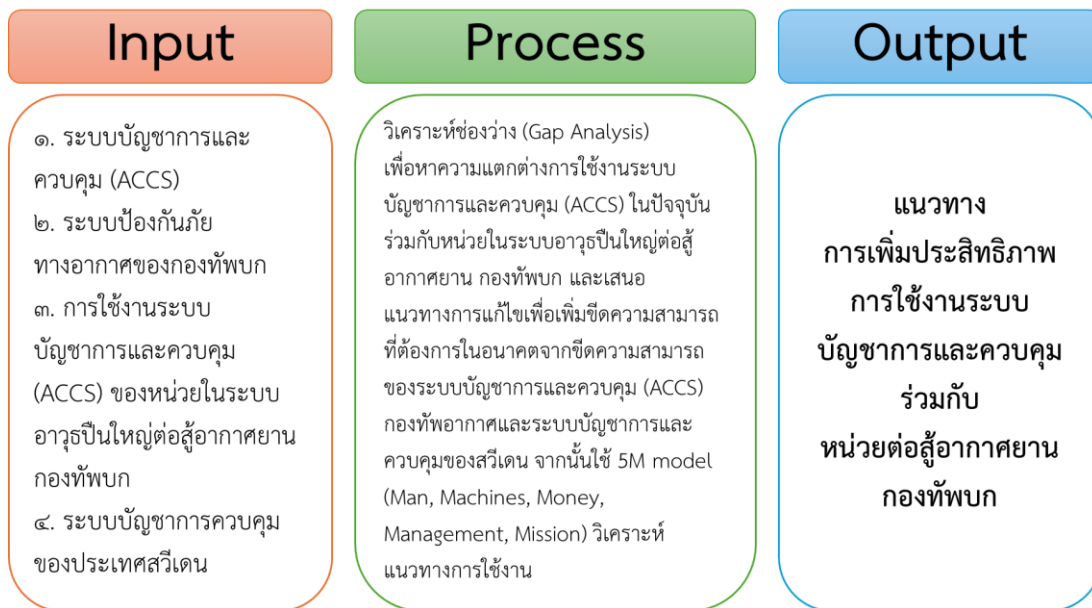 Input
๑. ระบบบัญชาการและ
ควบคุม (ACCS)
๒. ระบบป้องกันภัย
ทางอากาศของกองทัพบก
๓. การใช้งานระบบ
บัญชาการและควบคุม
(ACCS) ของหน่วยในระบบ
อาวุธปืนใหญ่ต่อสู้อากาศยาน
กองทัพบก
๔. ระบบบัญชาการควบคุม
ของประเทศสวีเดน
Process
วิเคราะห์ช่องว่าง (Gap Analysis)
เพื่อหาความแตกต่างการใช้งานระบบ
บัญชาการและควบคุม (ACCS) ในปัจจุบัน
ร่วมกับหน่วยในระบบอาวุธปืนใหญ่ต่อสู้
อากาศยาน กองทัพบก และเสนอ
แนวทางการแก้ไขเพื่อเพิ่มขีดความสามารถ
ที่ต้องการในอนาคตจากขีดความสามารถ
ของระบบบัญชาการและควบคุม (ACCS)
กองทัพอากาศและระบบบัญชาการและ
ควบคุมของสวีเดน จากนั้นใช้ 5M model
(Man, Machines, Money,
Management, Mission) วิเคราะห์
แนวทางการใช้งาน
Output
แนวทาง
การเพิ่มประสิทธิภาพ
การใช้งานระบบ
บัญชาการและควบคุม
ร่วมกับ
หน่วยต่อสู้อากาศยาน
กองทัพบก